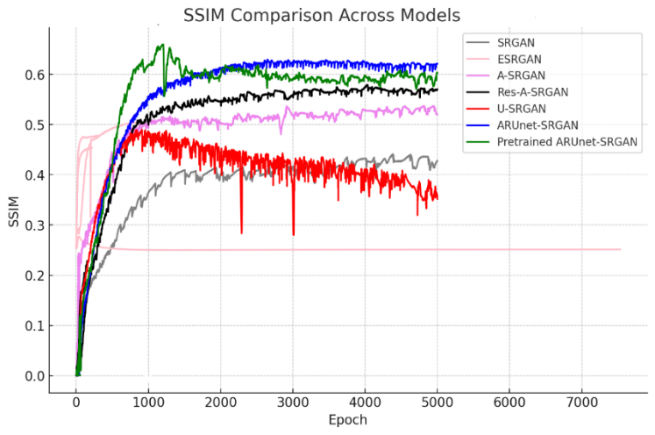 SSIM Comparison Across Models
SRGAN
ESRGAN
A-SRGAN
Res-A-SRGAN
U-SRGAN
ARUnet-SRGAN
Pretrained ARUnet-SRGAN
SSIM
0.6
0.5
0.4
0.3
0.2
0.1
0.0
0 1000 2000 3000 4000 5000 6000 7000
Epoch